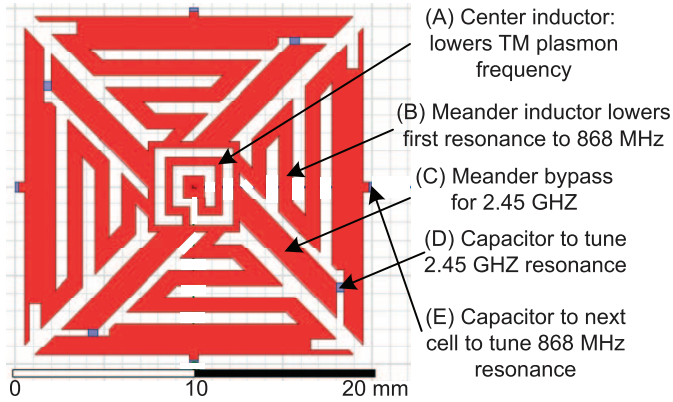 (A) Center inductor:
lowers TM plasmon
frequency
(B) Meander inductor lowers
first resonance to 868 MHz
(C) Meander bypass
for 2.45 GHZ
(D) Capacitor to tune
2.45 GHZ resonance
(E) Capacitor to next
cell to tune 868 MHz
resonance
0 10 20 mm